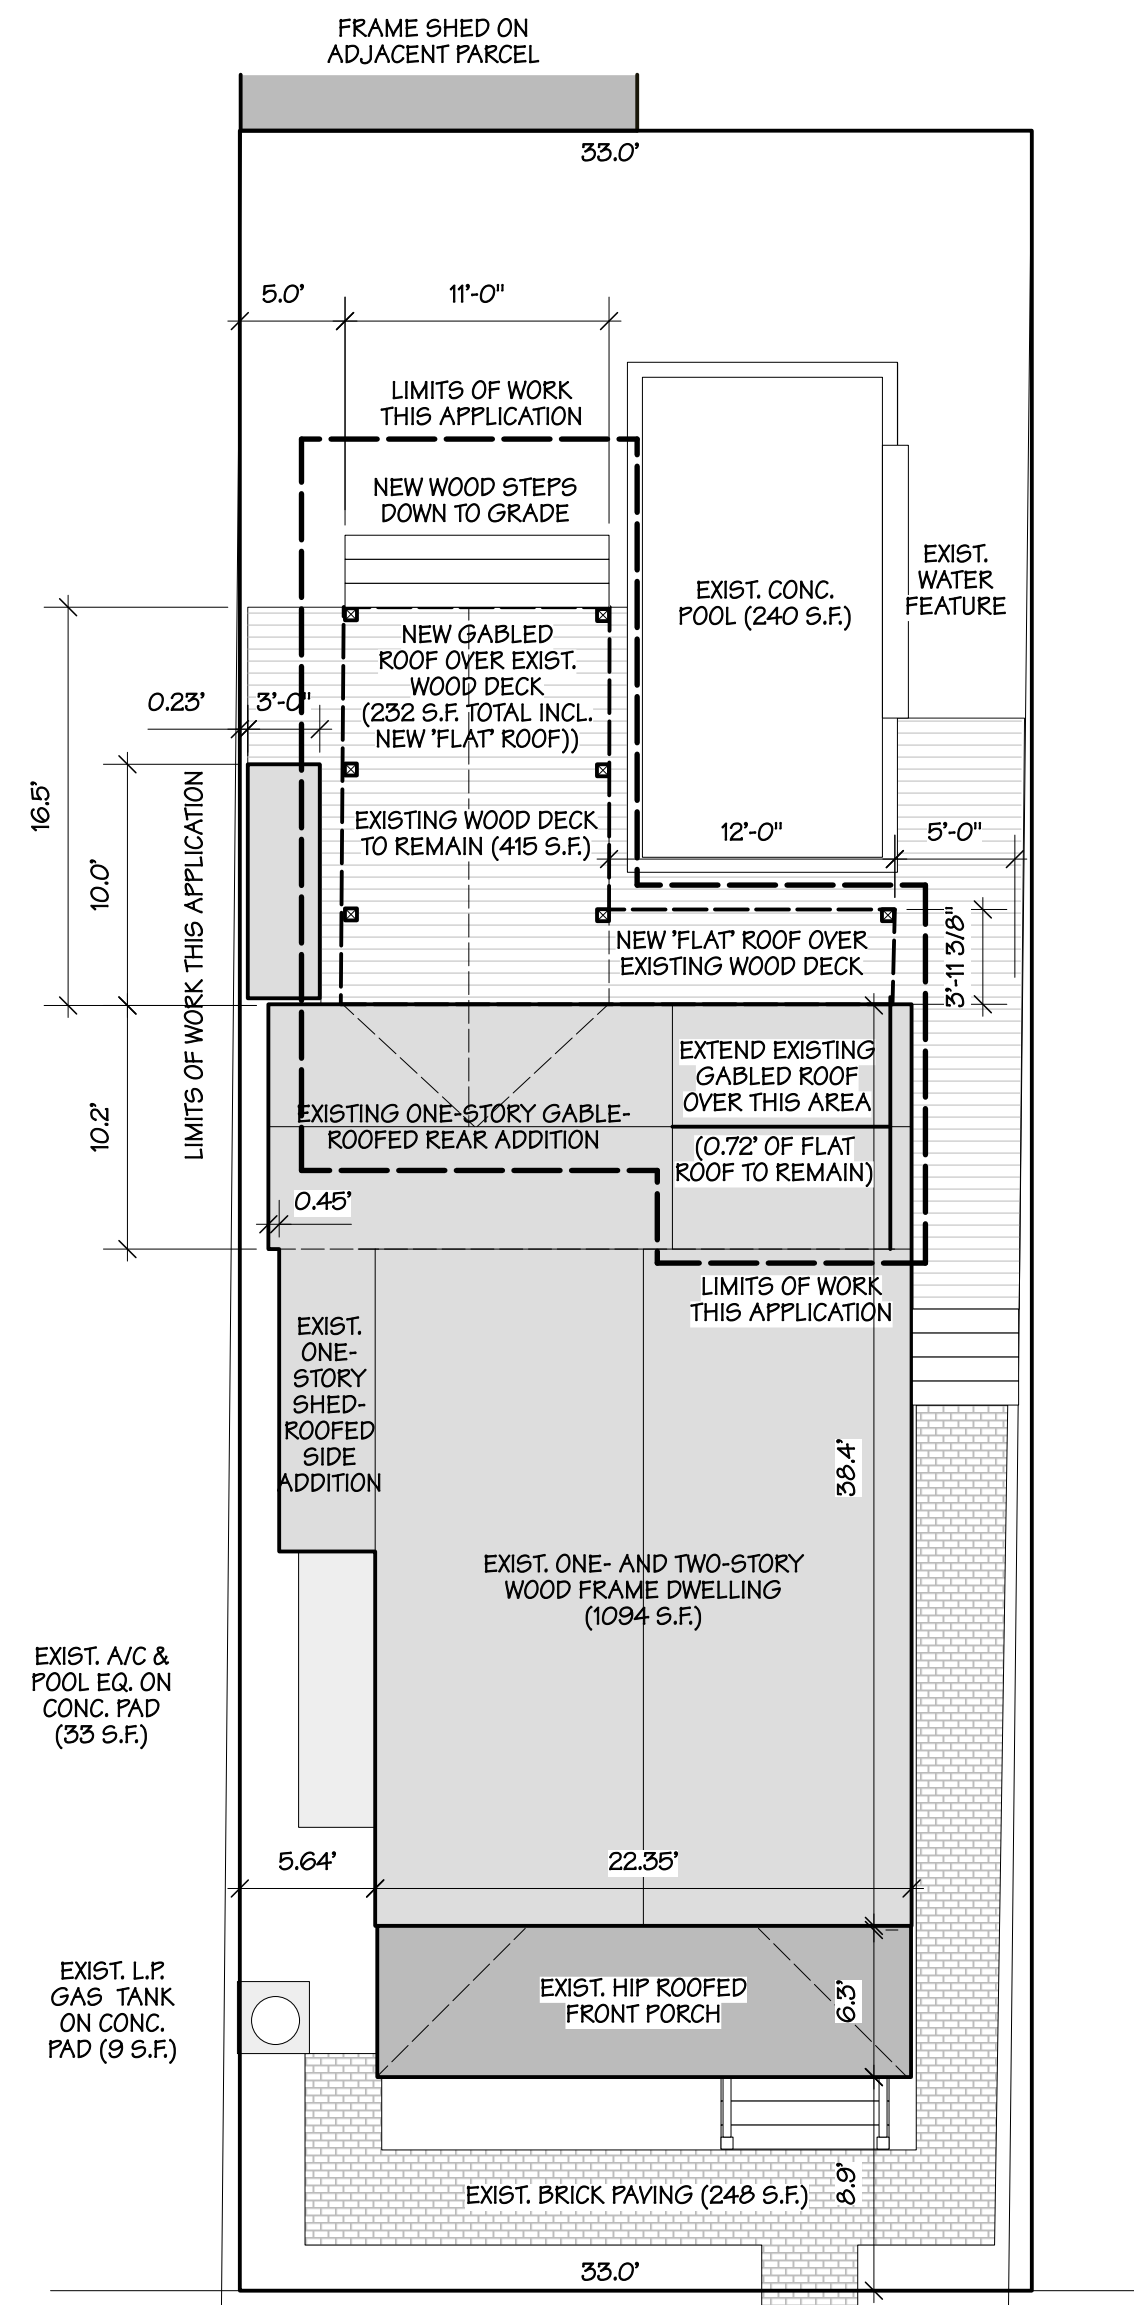 FRAME SHED ON
ADJACENT PARCEL
33.0'
5.0'
11'-0"
LIMITS OF WORK
THIS APPLICATION
NEW WOOD STEPS
DOWN TO GRADE
EXIST.
WATER
FEATURE
EXIST. CONC.
POOL (240 S.F.)
NEW GABLED
ROOF OVER EXIST.
WOOD DECK
(232 S.F. TOTAL INCL.
NEW 'FLAT' ROOF))
0.23'
3'-0"
16.5'
10.0'
LIMITS OF WORK THIS APPLICATION
EXISTING WOOD DECK
TO REMAIN (415 S.F.)
12'-0"
5'-0"
NEW 'FLAT' ROOF OVER
EXISTING WOOD DECK
3'-11 3/8"
EXTEND EXISTING
GABLED ROOF
OVER THIS AREA
(0.72' OF FLAT
ROOF TO REMAIN)
10.2'
EXISTING ONE-STORY GABLE-
ROOFED REAR ADDITION
0.45'
LIMITS OF WORK
THIS APPLICATION
EXIST.
ONE-
STORY
SHED-
ROOFED
SIDE
ADDITION
38.4'
EXIST. ONE- AND TWO-STORY
WOOD FRAME DWELLING
(1094 S.F.)
EXIST. A/C &
POOL EQ. ON
CONC. PAD
(33 S.F.)
5.64'
22.35'
EXIST. L.P.
GAS TANK
ON CONC.
PAD (9 S.F.)
EXIST. HIP ROOFED
FRONT PORCH
6.3'
EXIST. BRICK PAVING (248 S.F.)
8.9'
33.0'